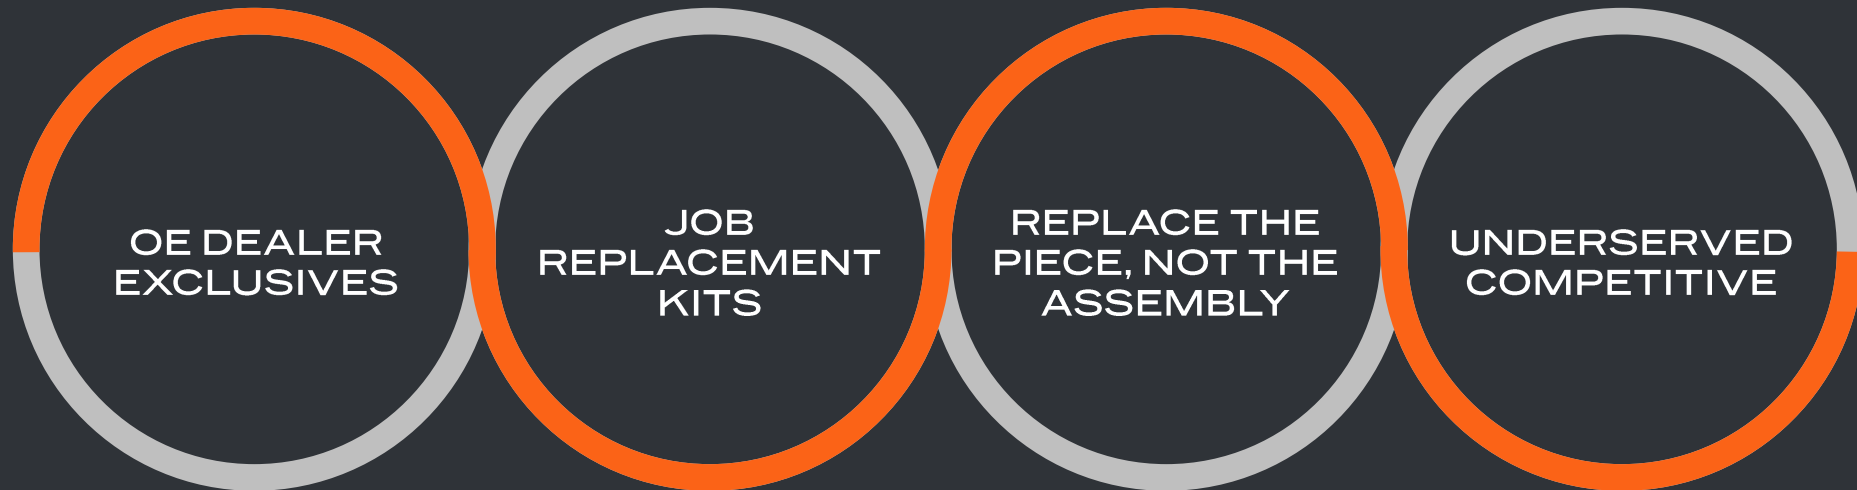 OE DEALER
EXCLUSIVES
JOB
REPLACEMENT
KITS
REPLACE THE
PIECE, NOT THE
ASSEMBLY
UNDERSERVED
COMPETITIVE